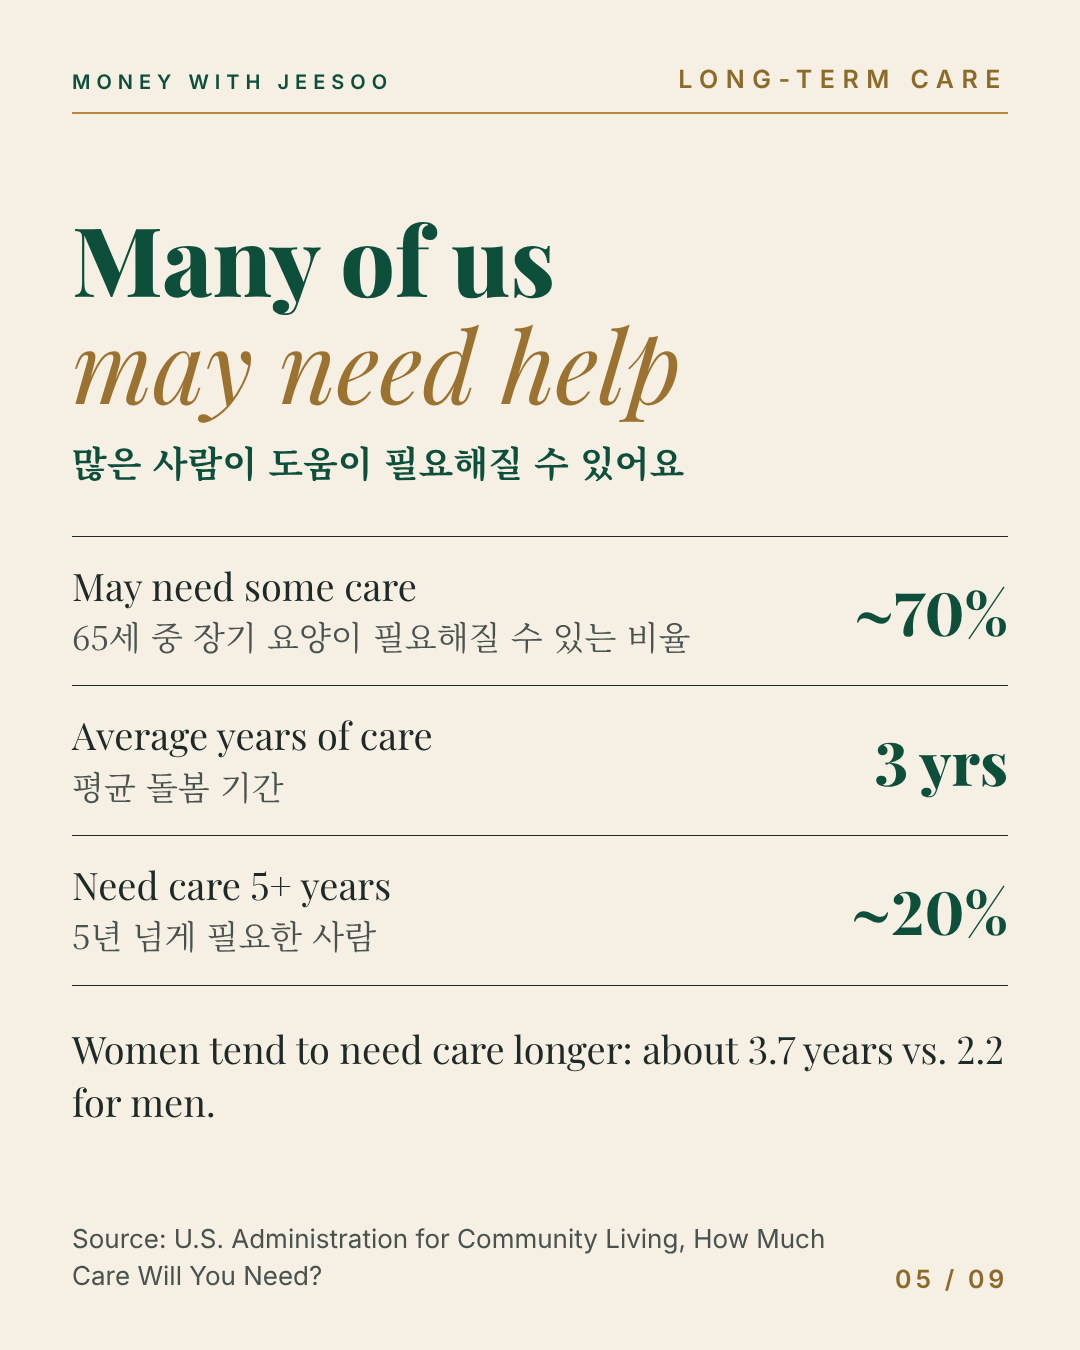 MONEY WITH JEESOO
LONG-TERM CARE
Many of us
may need help
많은 사람이 도움이 필요해질 수 있어요
May need some care
65세 중 장기 요양이 필요해질 수 있는 비율
~70%
Average years of care
평균 돌봄 기간
3 yrs
Need care 5+ years
5년 넘게 필요한 사람
~20%
Women tend to need care longer: about 3.7 years vs. 2.2
for men.
Source: U.S. Administration for Community Living, How Much
Care Will You Need?
05 / 09